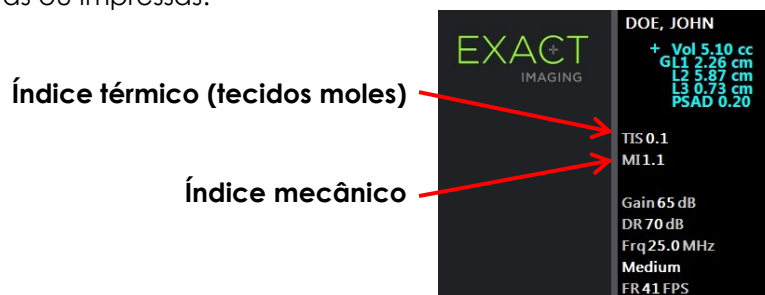 as ou impressas.
EXACT
IMAGING
Índice térmico (tecidos moles)
Índice mecânico
DOE, JOHN
+ Vol 5.10 cc
GL1 2.26 cm
L2 5.87 cm
L3 0.73 cm
PSAD 0.20
TIS 0.1
MI 1.1
Gain 65 dB
DR 70 dB
Frq 25.0 MHz
Medium
FR 41 FPS